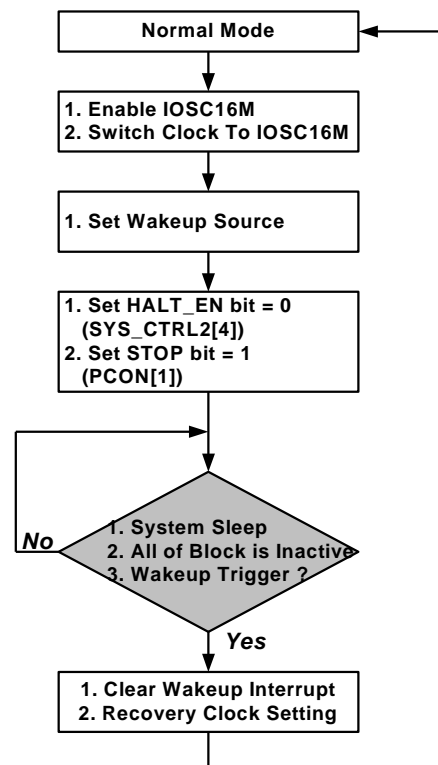 Normal Mode
1. Enable IOSC16M
2. Switch Clock To IOSC16M
1. Set Wakeup Source
1. Set HALT_EN bit = 0
(SYS_CTRL2[4])
2. Set STOP bit = 1
(PCON[1])
1. System Sleep
2. All of Block is Inactive
3. Wakeup Trigger ?
No
Yes
1. Clear Wakeup Interrupt
2. Recovery Clock Setting